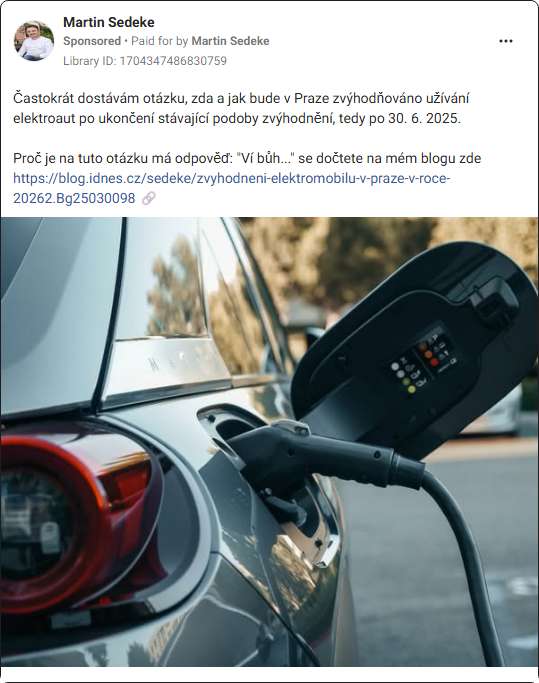 Martin Sedeke
Sponsored • Paid for by Martin Sedeke
Library ID: 1704347486830759
Častokrát dostávám otázku, zda a jak bude v Praze zvýhodňováno užívání
elektroaut po ukončení stávající podoby zvýhodnění, tedy po 30. 6. 2025.
Proč je na tuto otázku má odpověď: "Ví bůh..." se dočtete na mém blogu zde
https://blog.idnes.cz/sedeke/zvyhodneni-elektromobilu-v-praze-v-roce-
20262.Bg25030098